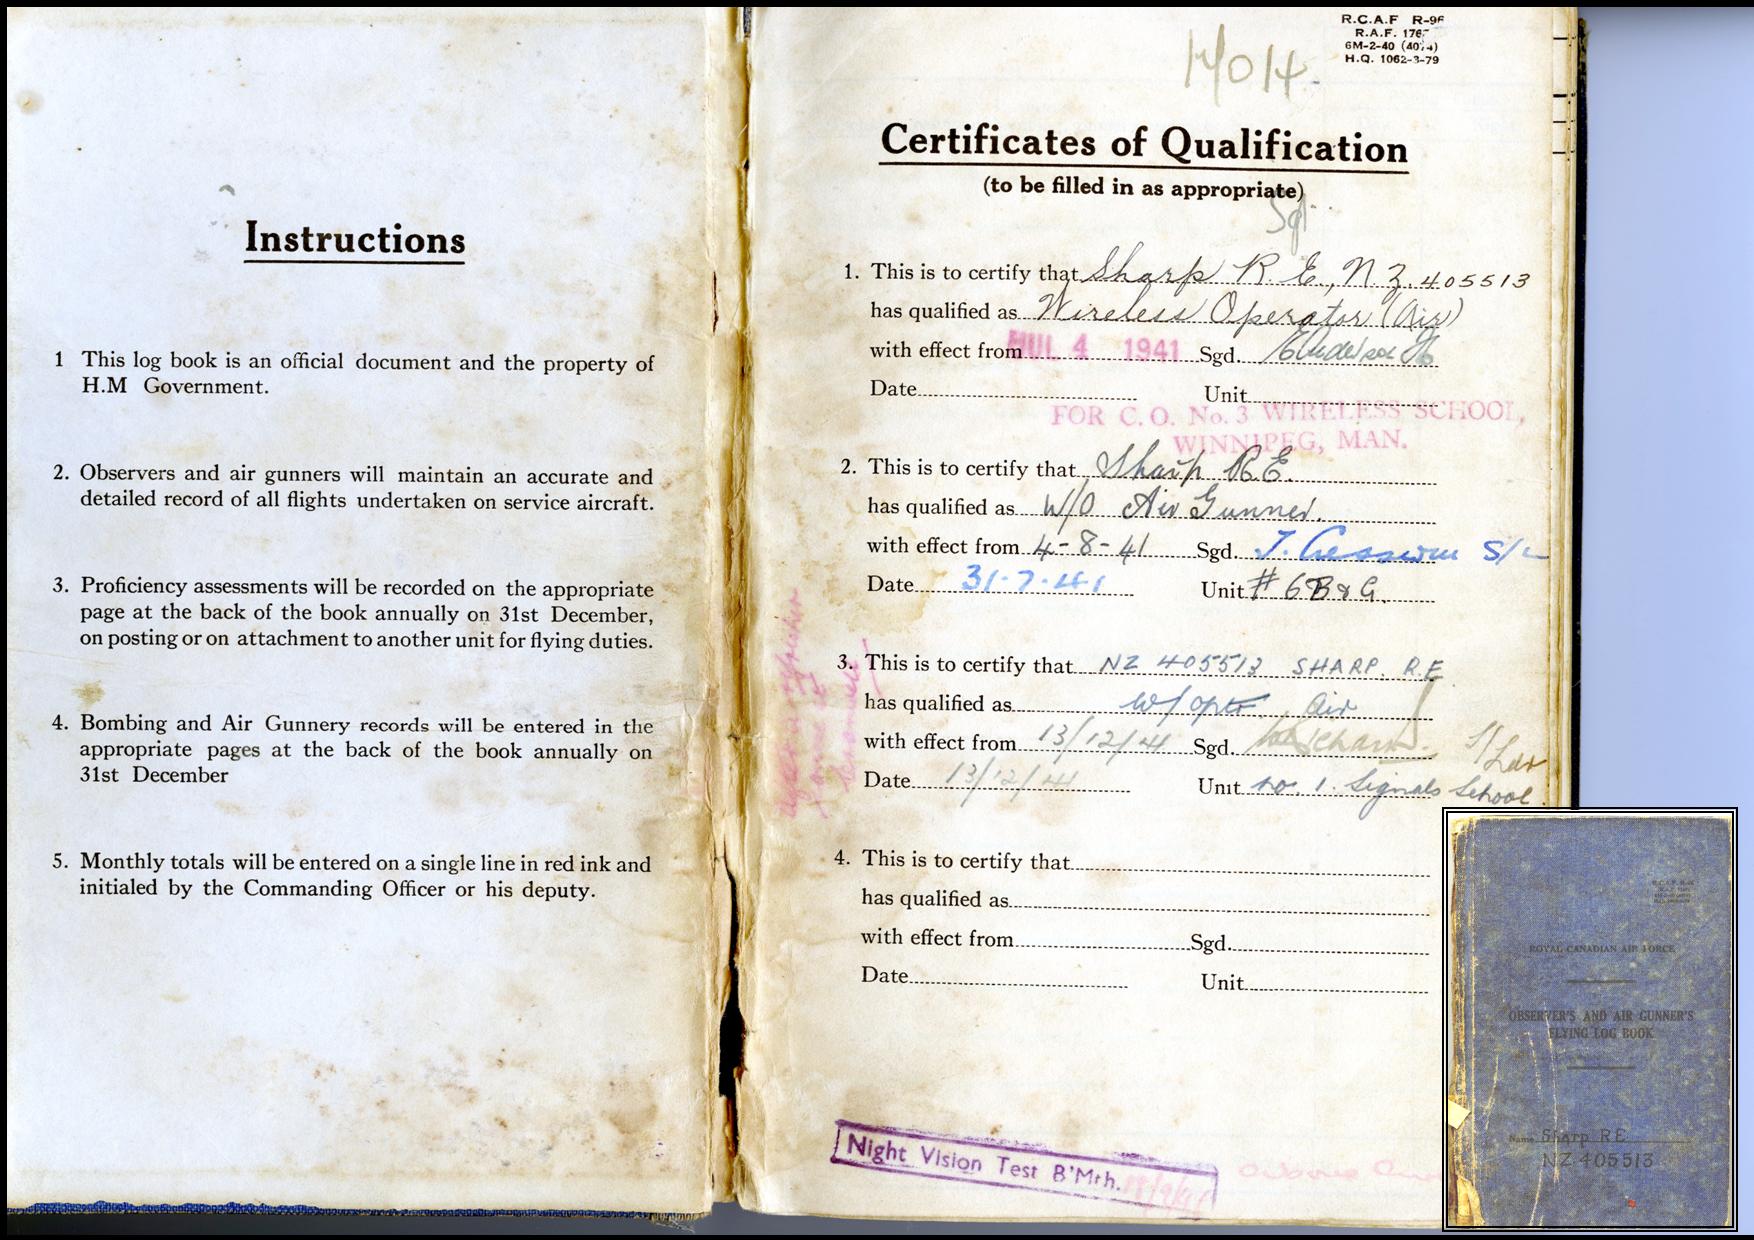 Instructions
1 This log book is an official document and the property of
H.M Government.
2. Observers and air gunners will maintain an accurate and
detailed record of all flights undertaken on service aircraft.
3. Proficiency assessments will be recorded on the appropriate
page at the back of the book annually on 31st December,
on posting or on attachment to another unit for flying duties.
4. Bombing and Air Gunnery records will be entered in the
appropriate pages at the back of the book annually on
31st December
5. Monthly totals will be entered on a single line in red ink and
initialed by the Commanding Officer or his deputy.
R.C.A.F R-96
R.A.F. 1767
6M-2-40 (4074)
H.Q. 1062-3-79
Certificates of Qualification
(to be filled in as appropriate)
Sgt
1. This is to certify that Sharp R. E., N.Z. 405513
has qualified as Wireless Operator (Air)
with effect from JUL 4 1941 Sgd.
Date Unit
FOR C.O. No. 3 WIRELESS SCHOOL,
WINNIPEG, MAN.
2. This is to certify that Sharp R.E.
has qualified as W/O Air Gunner.
with effect from 4-8-41 Sgd. S/L
Date 31-7-41 Unit # 6 B & G.
3. This is to certify that NZ 405513 SHARP. R.E
has qualified as W/Optr Air
with effect from 13/12/41 Sgd.
Date 13/12/41 Unit No. 1. Signals School.
4. This is to certify that
has qualified as
with effect from Sgd.
Date Unit
Night Vision Test B'Mth.
ROYAL CANADIAN AIR FORCE
OBSERVER'S AND AIR GUNNER'S
FLYING LOG BOOK
Name Sharp R E
NZ 405513